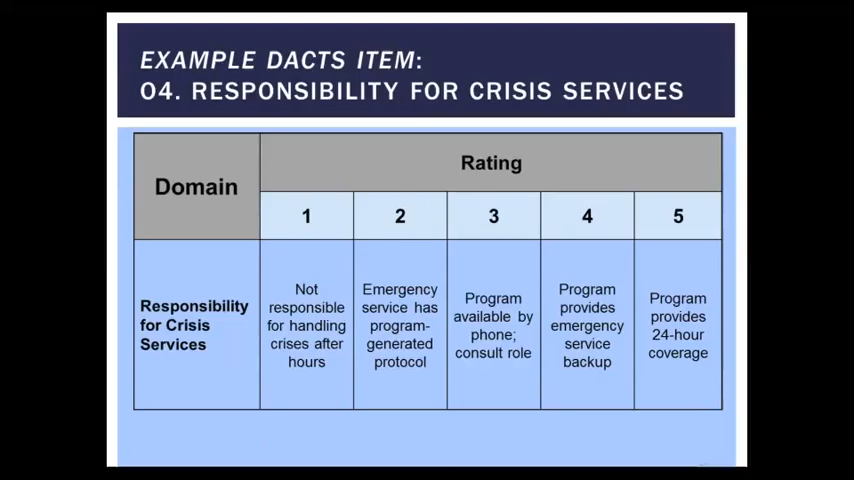 EXAMPLE DACTS ITEM:
O4. RESPONSIBILITY FOR CRISIS SERVICES
Domain
Rating
1
2
3
4
5
Responsibility
for Crisis
Services
Not
responsible
for handling
crises after
hours
Emergency
service has
program-
generated
protocol
Program
available by
phone;
consult role
Program
provides
emergency
service
backup
Program
provides
24-hour
coverage